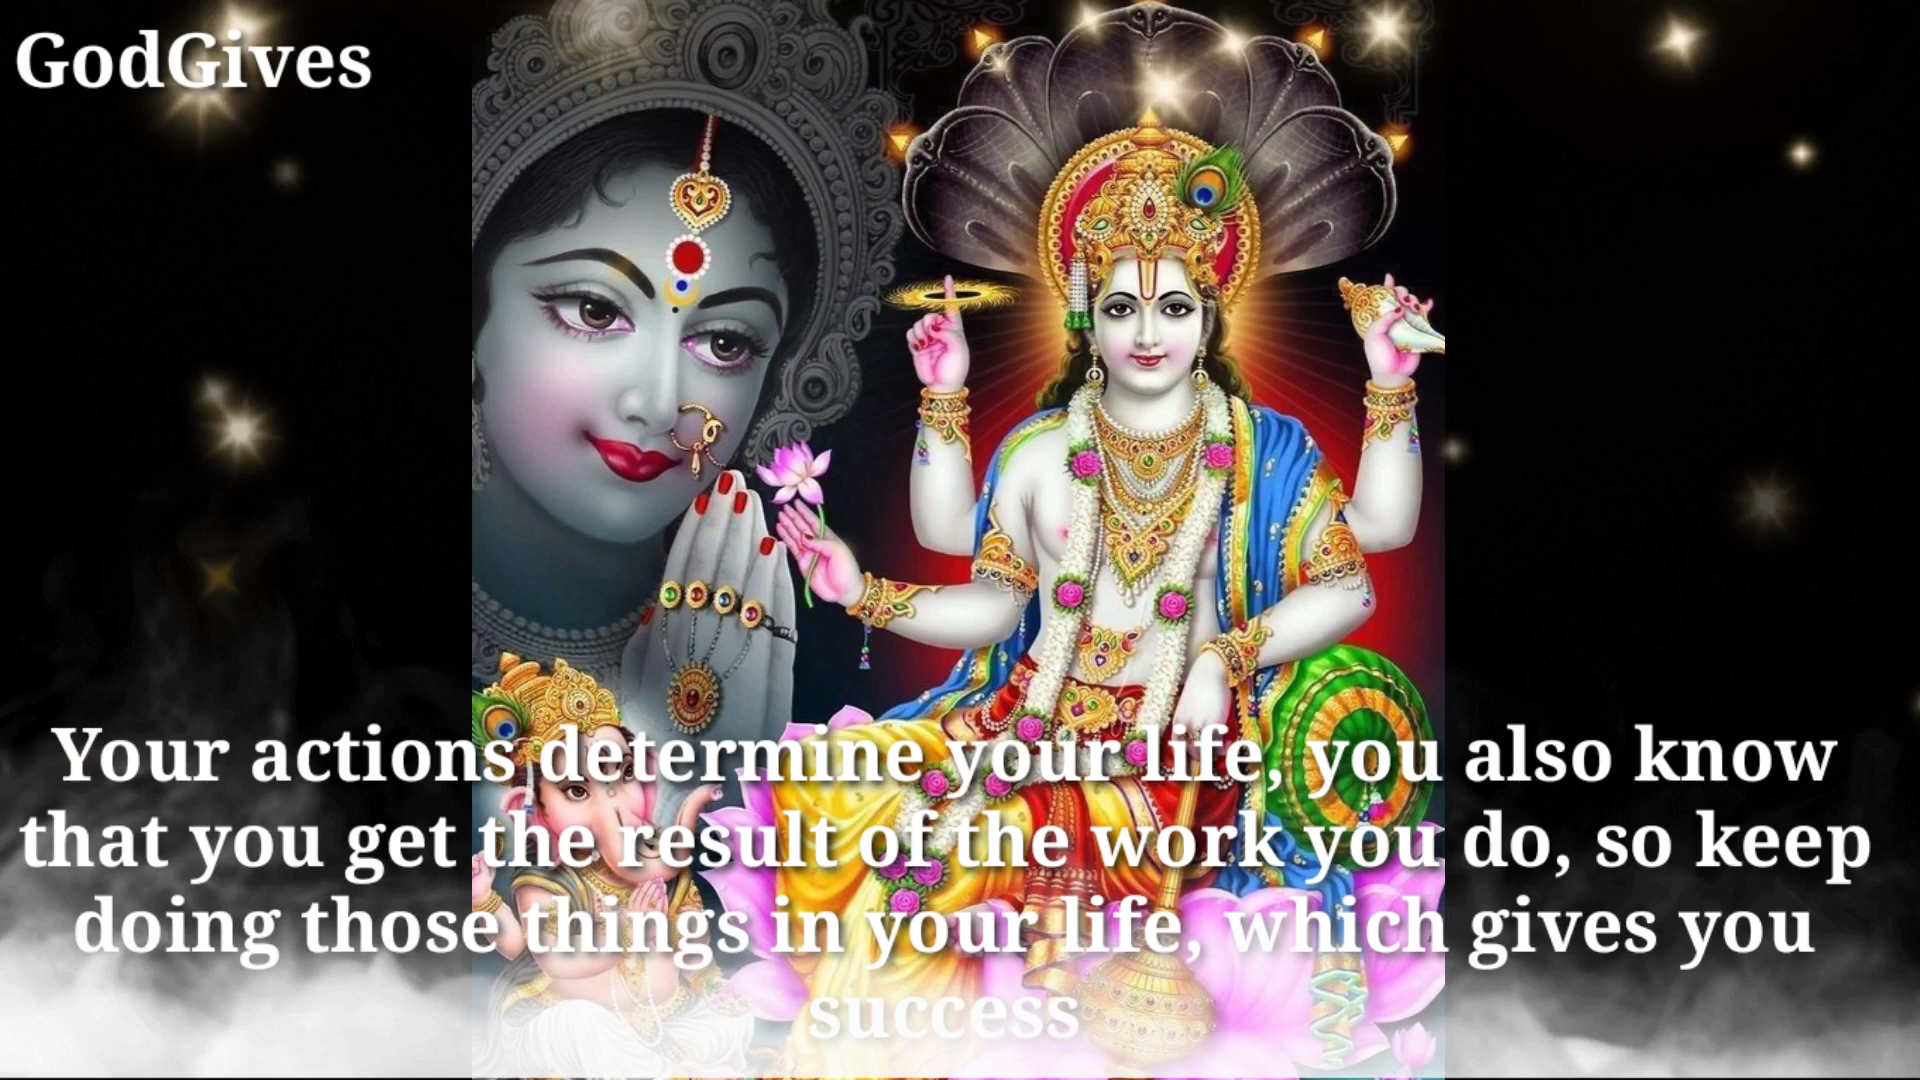 GodGives
Your actions determine your life, you also know
that you get the result of the work you do, so keep
doing those things in your life, which gives you
success